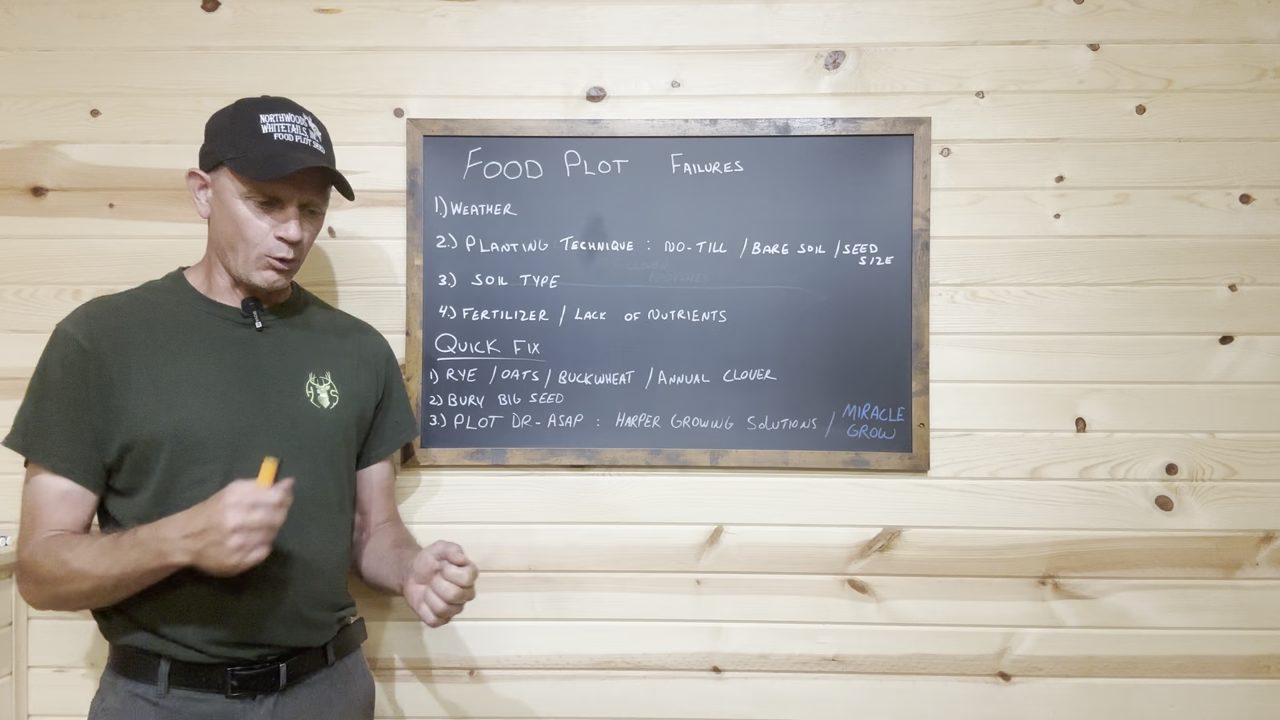 NORTHWOODS
WHITETAILS
FOOD PLOT SEED
H S
FOOD PLOT FAILURES
1.) WEATHER
2.) PLANTING TECHNIQUE : NO-TILL / BARE SOIL / SEED SIZE
3.) SOIL TYPE
4.) FERTILIZER / LACK OF NUTRIENTS
QUICK FIX
1) RYE / OATS / BUCKWHEAT / ANNUAL CLOVER
2) BURY BIG SEED
3.) PLOT DR-ASAP : HARPER GROWING SOLUTIONS / MIRACLE GROW